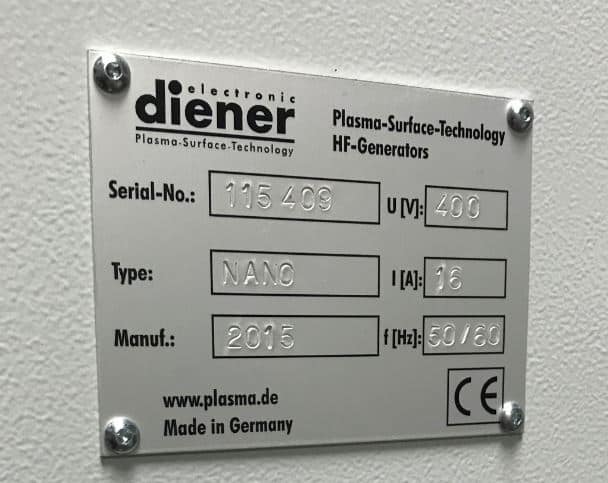 electronic
diener
Plasma-Surface-Technology
Plasma-Surface-Technology
HF-Generators
Serial-No.: 115 409 U [V]: 400
Type: NANO I [A]: 16
Manuf.: 2015 f [Hz]: 50/60
www.plasma.de
Made in Germany
CE